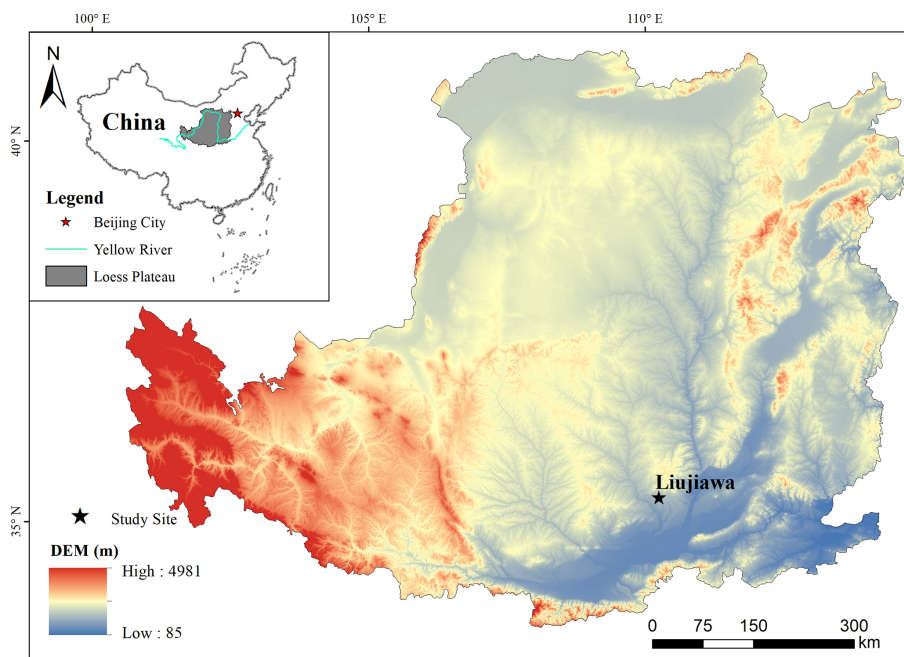 100° E
105° E
110° E
N
China
40° N
Legend
Beijing City
Yellow River
Loess Plateau
Liujiawa
35° N
Study Site
DEM (m)
High : 4981
Low : 85
0 75 150 300
km